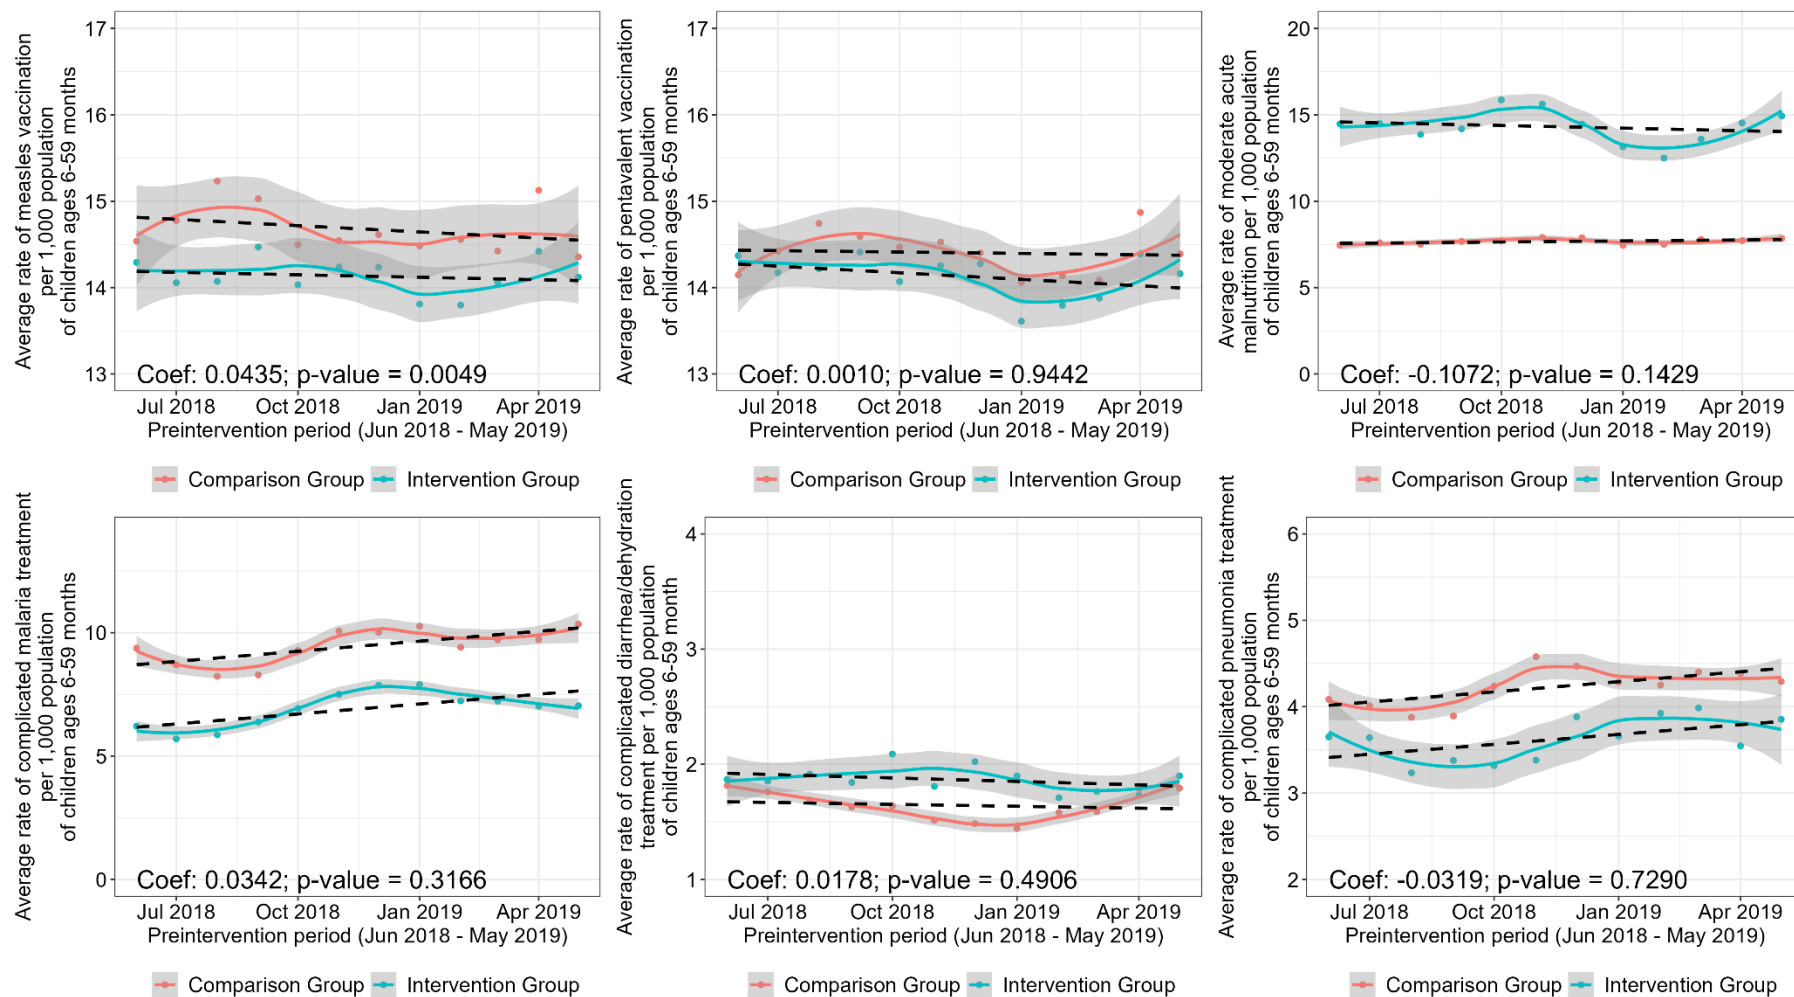 Average rate of measles vaccination
per 1,000 population
of children ages 6-59 months
17
16
15
14
13
Coef: 0.0435; p-value = 0.0049
Jul 2018 Oct 2018 Jan 2019 Apr 2019
Preintervention period (Jun 2018 - May 2019)
Comparison Group Intervention Group
Average rate of pentavalent vaccination
per 1,000 population
of children ages 6-59 months
17
16
15
14
13
Coef: 0.0010; p-value = 0.9442
Jul 2018 Oct 2018 Jan 2019 Apr 2019
Preintervention period (Jun 2018 - May 2019)
Comparison Group Intervention Group
Average rate of moderate acute
malnutrition per 1,000 population
of children ages 6-59 months
20
15
10
5
0
Coef: -0.1072; p-value = 0.1429
Jul 2018 Oct 2018 Jan 2019 Apr 2019
Preintervention period (Jun 2018 - May 2019)
Comparison Group Intervention Group
Average rate of complicated malaria treatment
per 1,000 population
of children ages 6-59 months
10
5
0
Coef: 0.0342; p-value = 0.3166
Jul 2018 Oct 2018 Jan 2019 Apr 2019
Preintervention period (Jun 2018 - May 2019)
Comparison Group Intervention Group
Average rate of complicated diarrhea/dehydration
treatment per 1,000 population
of children ages 6-59 month
4
3
2
1
Coef: 0.0178; p-value = 0.4906
Jul 2018 Oct 2018 Jan 2019 Apr 2019
Preintervention period (Jun 2018 - May 2019)
Comparison Group Intervention Group
Average rate of complicated pneumonia treatment
per 1,000 population
of children ages 6-59 months
6
5
4
3
2
Coef: -0.0319; p-value = 0.7290
Jul 2018 Oct 2018 Jan 2019 Apr 2019
Preintervention period (Jun 2018 - May 2019)
Comparison Group Intervention Group